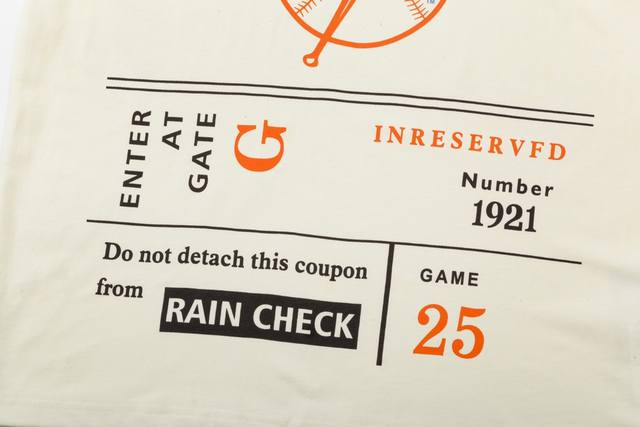 ENTER
AT
GATE
G
INRESERVFD
Number
1921
Do not detach this coupon
from RAIN CHECK
GAME
25